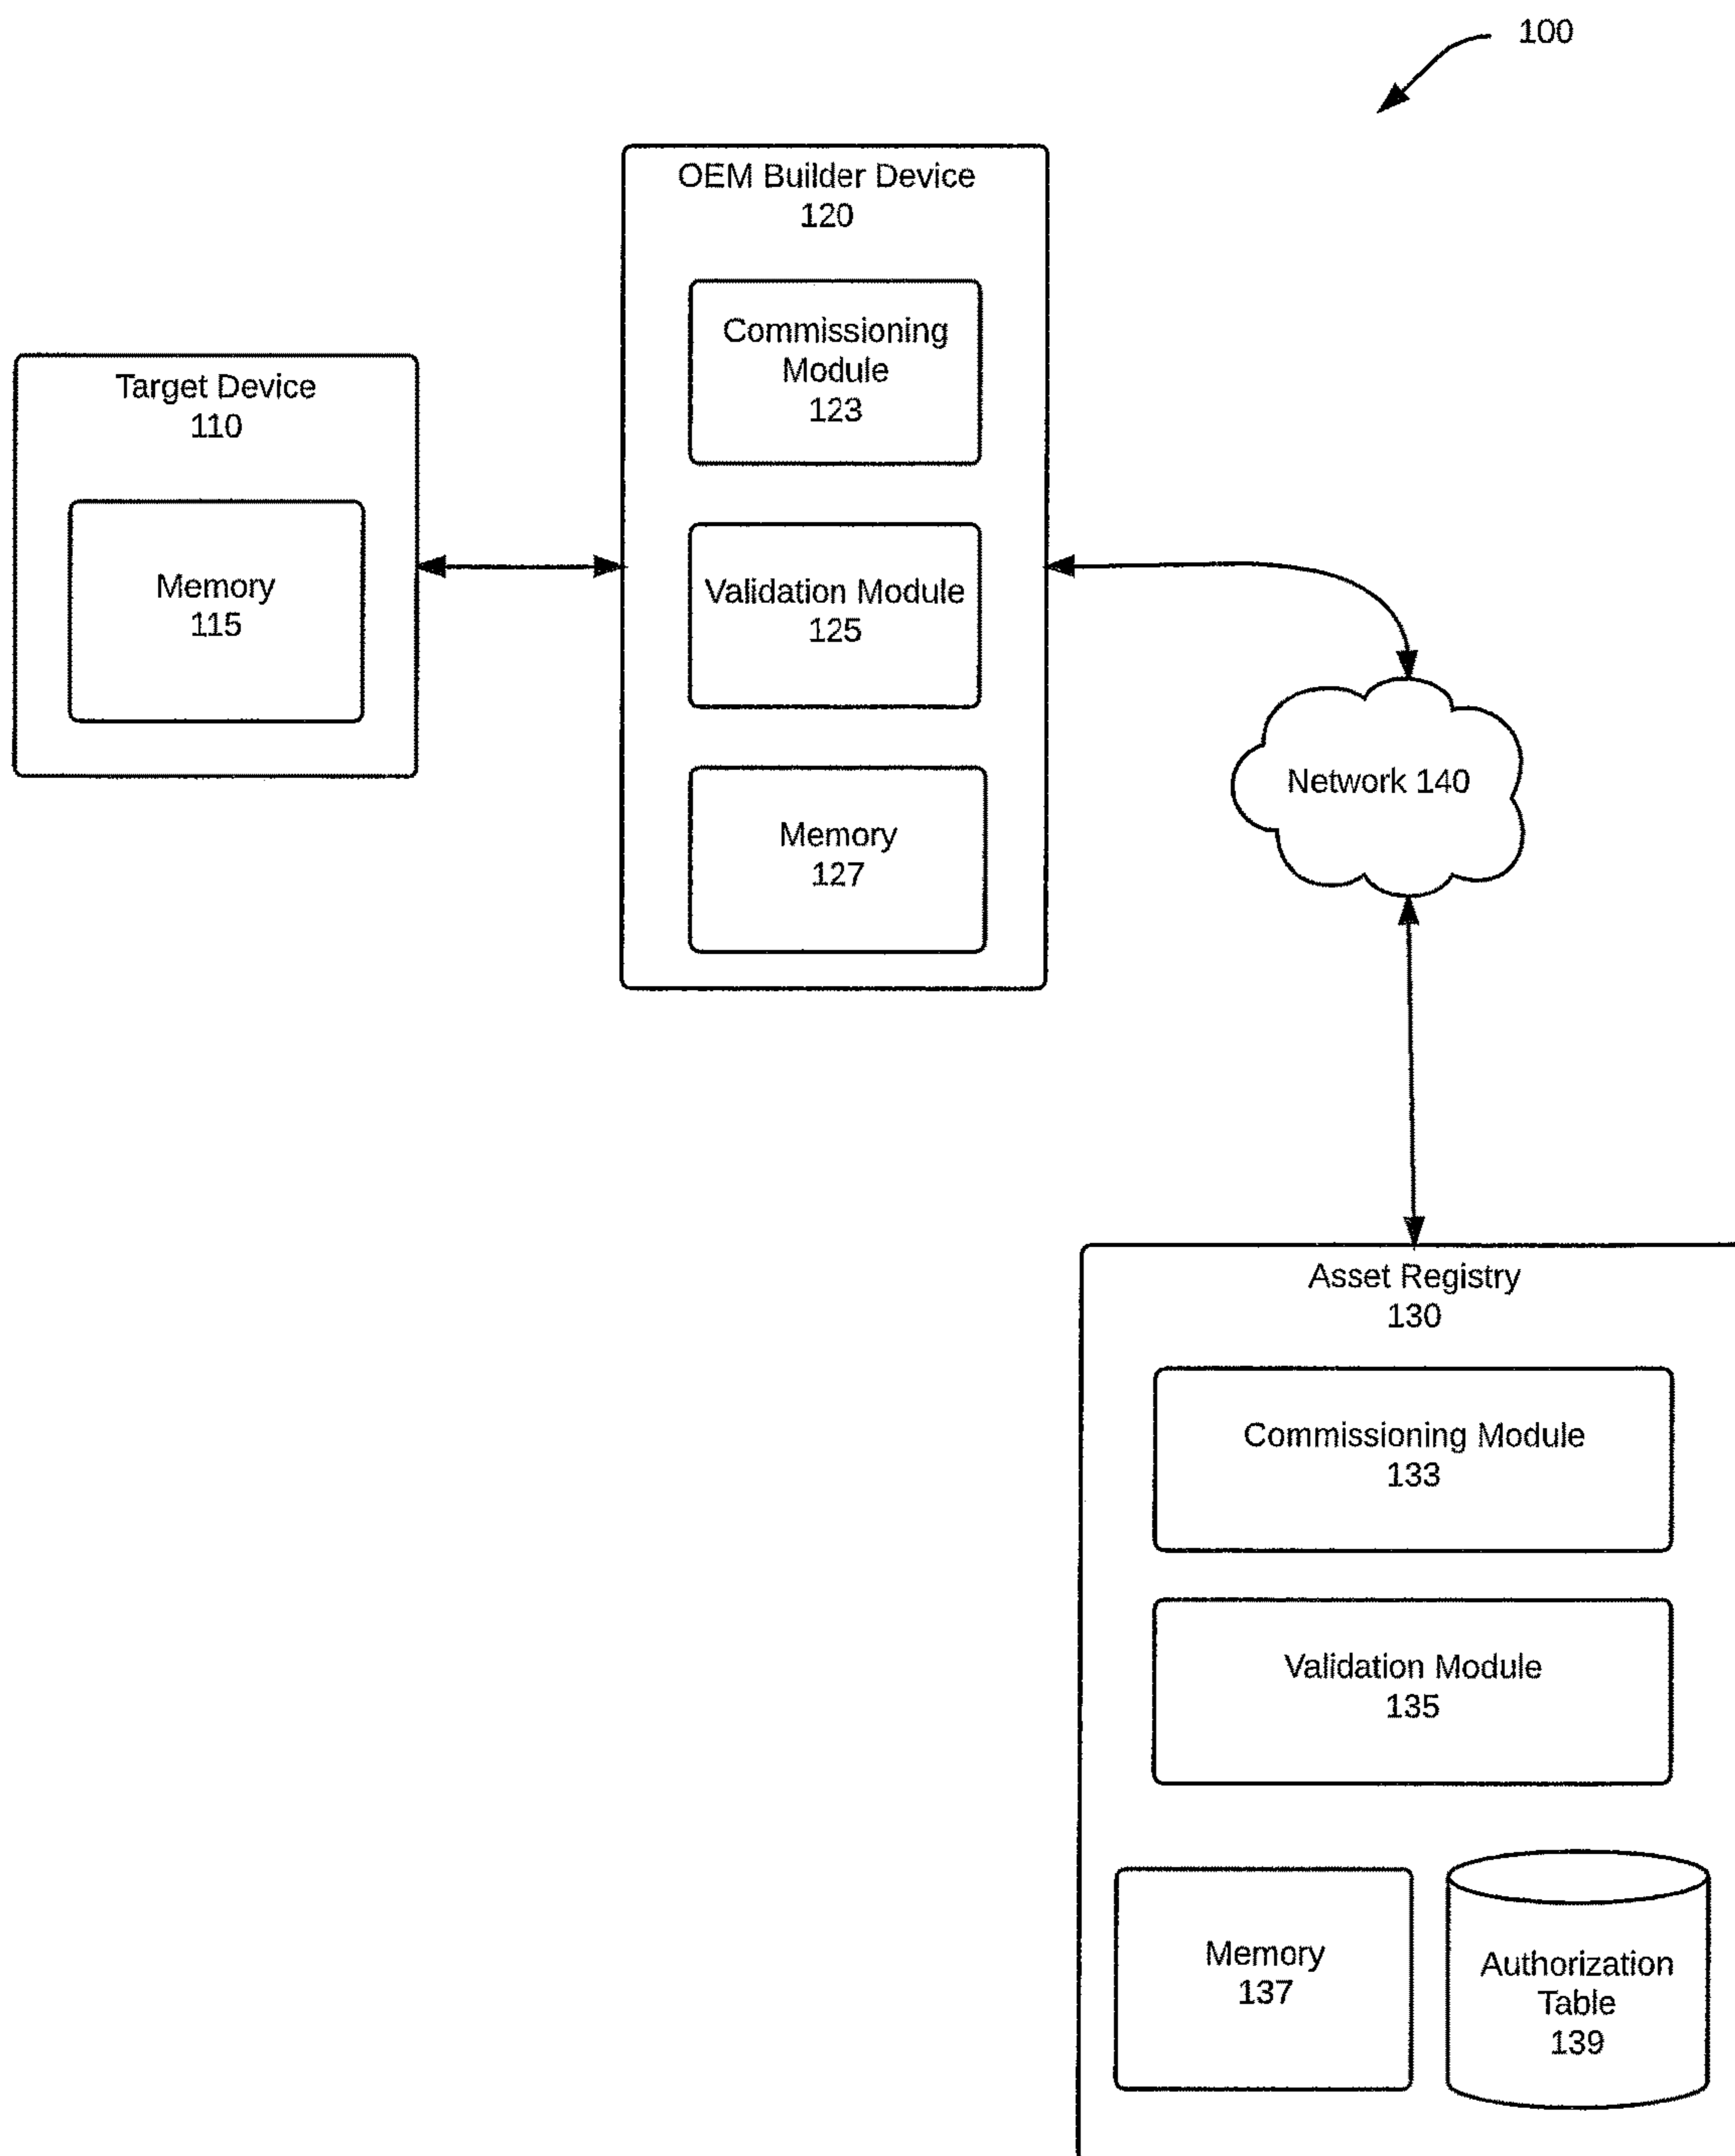 100
OEM Builder Device
120
Commissioning
Module
123
Target Device
110
Validation Module
125
Memory
115
Network 140
Memory
127
Asset Registry
130
Commissioning Module
133
Validation Module
135
Memory
137
Authorization
Table
139